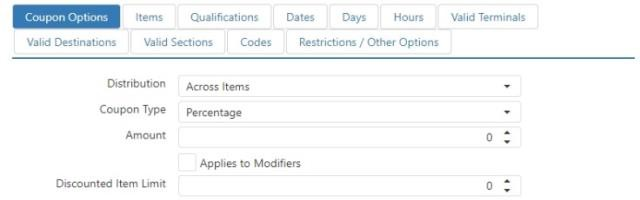 Coupon Options Items Qualifications Dates Days Hours Valid Terminals
Valid Destinations Valid Sections Codes Restrictions / Other Options
Distribution Across Items
Coupon Type Percentage
Amount 0
Applies to Modifiers
Discounted Item Limit 0